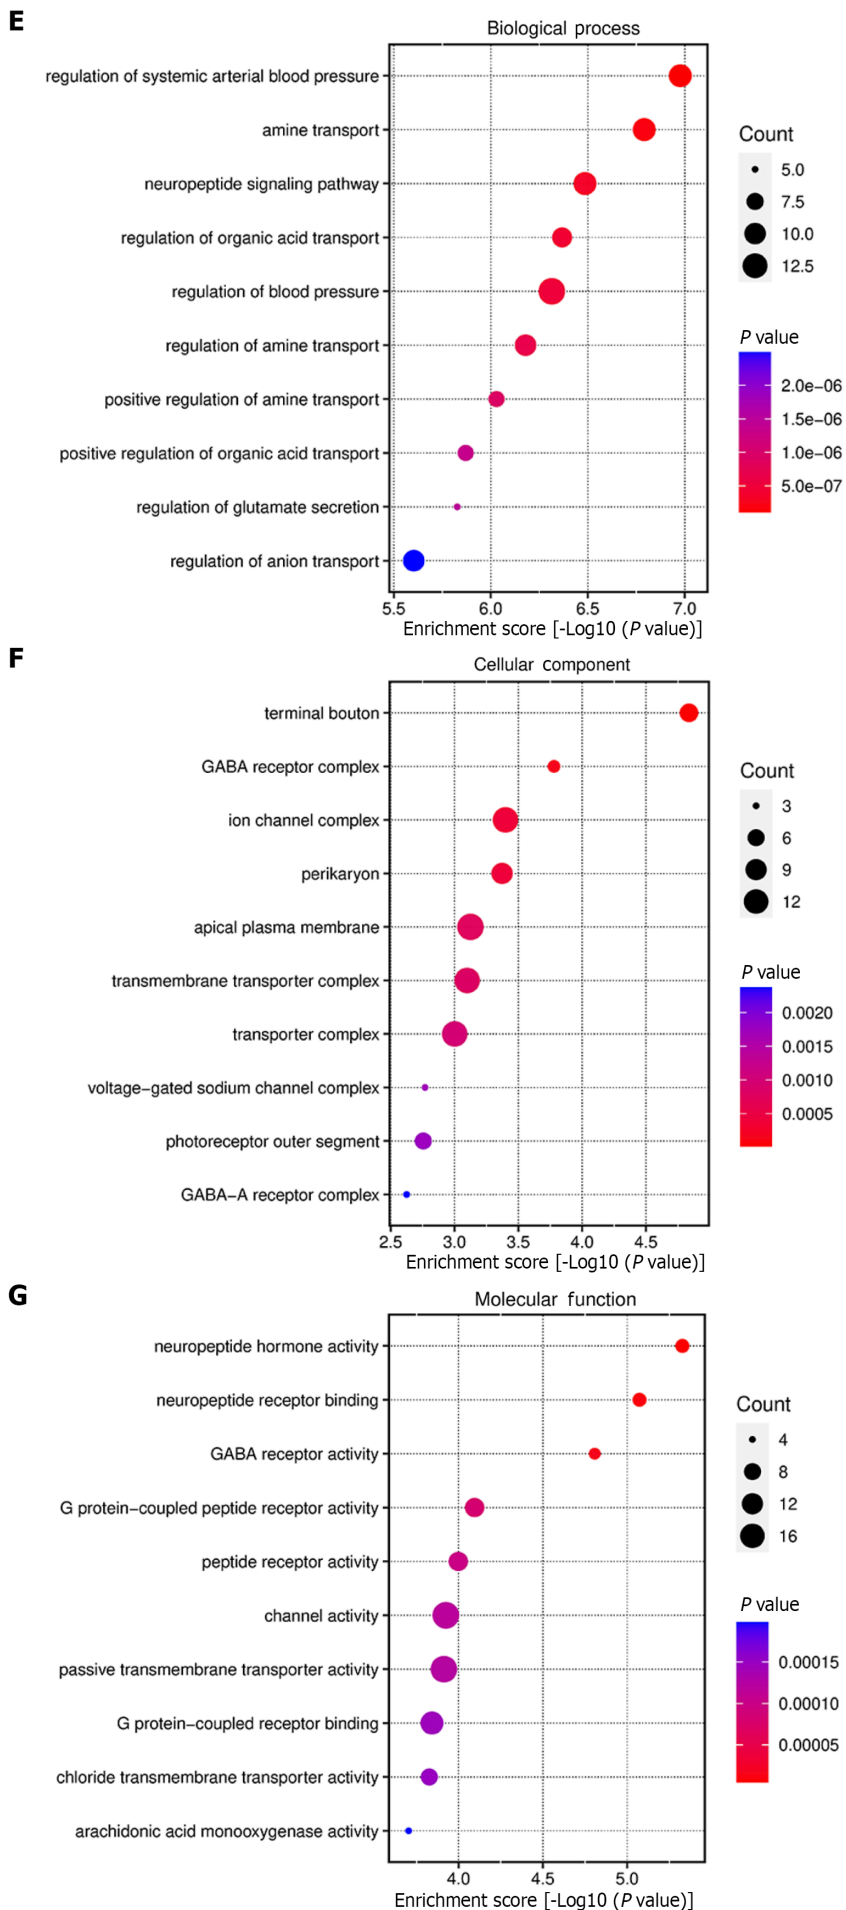 E
Biological process
regulation of systemic arterial blood pressure
amine transport
neuropeptide signaling pathway
regulation of organic acid transport
regulation of blood pressure
regulation of amine transport
positive regulation of amine transport
positive regulation of organic acid transport
regulation of glutamate secretion
regulation of anion transport
5.5 6.0 6.5 7.0
Enrichment score [-Log10 (P value)]
Count
5.0
7.5
10.0
12.5
P value
2.0e−06
1.5e−06
1.0e−06
5.0e−07
F
Cellular component
terminal bouton
GABA receptor complex
ion channel complex
perikaryon
apical plasma membrane
transmembrane transporter complex
transporter complex
voltage−gated sodium channel complex
photoreceptor outer segment
GABA−A receptor complex
2.5 3.0 3.5 4.0 4.5
Enrichment score [-Log10 (P value)]
Count
3
6
9
12
P value
0.0020
0.0015
0.0010
0.0005
G
Molecular function
neuropeptide hormone activity
neuropeptide receptor binding
GABA receptor activity
G protein−coupled peptide receptor activity
peptide receptor activity
channel activity
passive transmembrane transporter activity
G protein−coupled receptor binding
chloride transmembrane transporter activity
arachidonic acid monooxygenase activity
4.0 4.5 5.0
Enrichment score [-Log10 (P value)]
Count
4
8
12
16
P value
0.00015
0.00010
0.00005